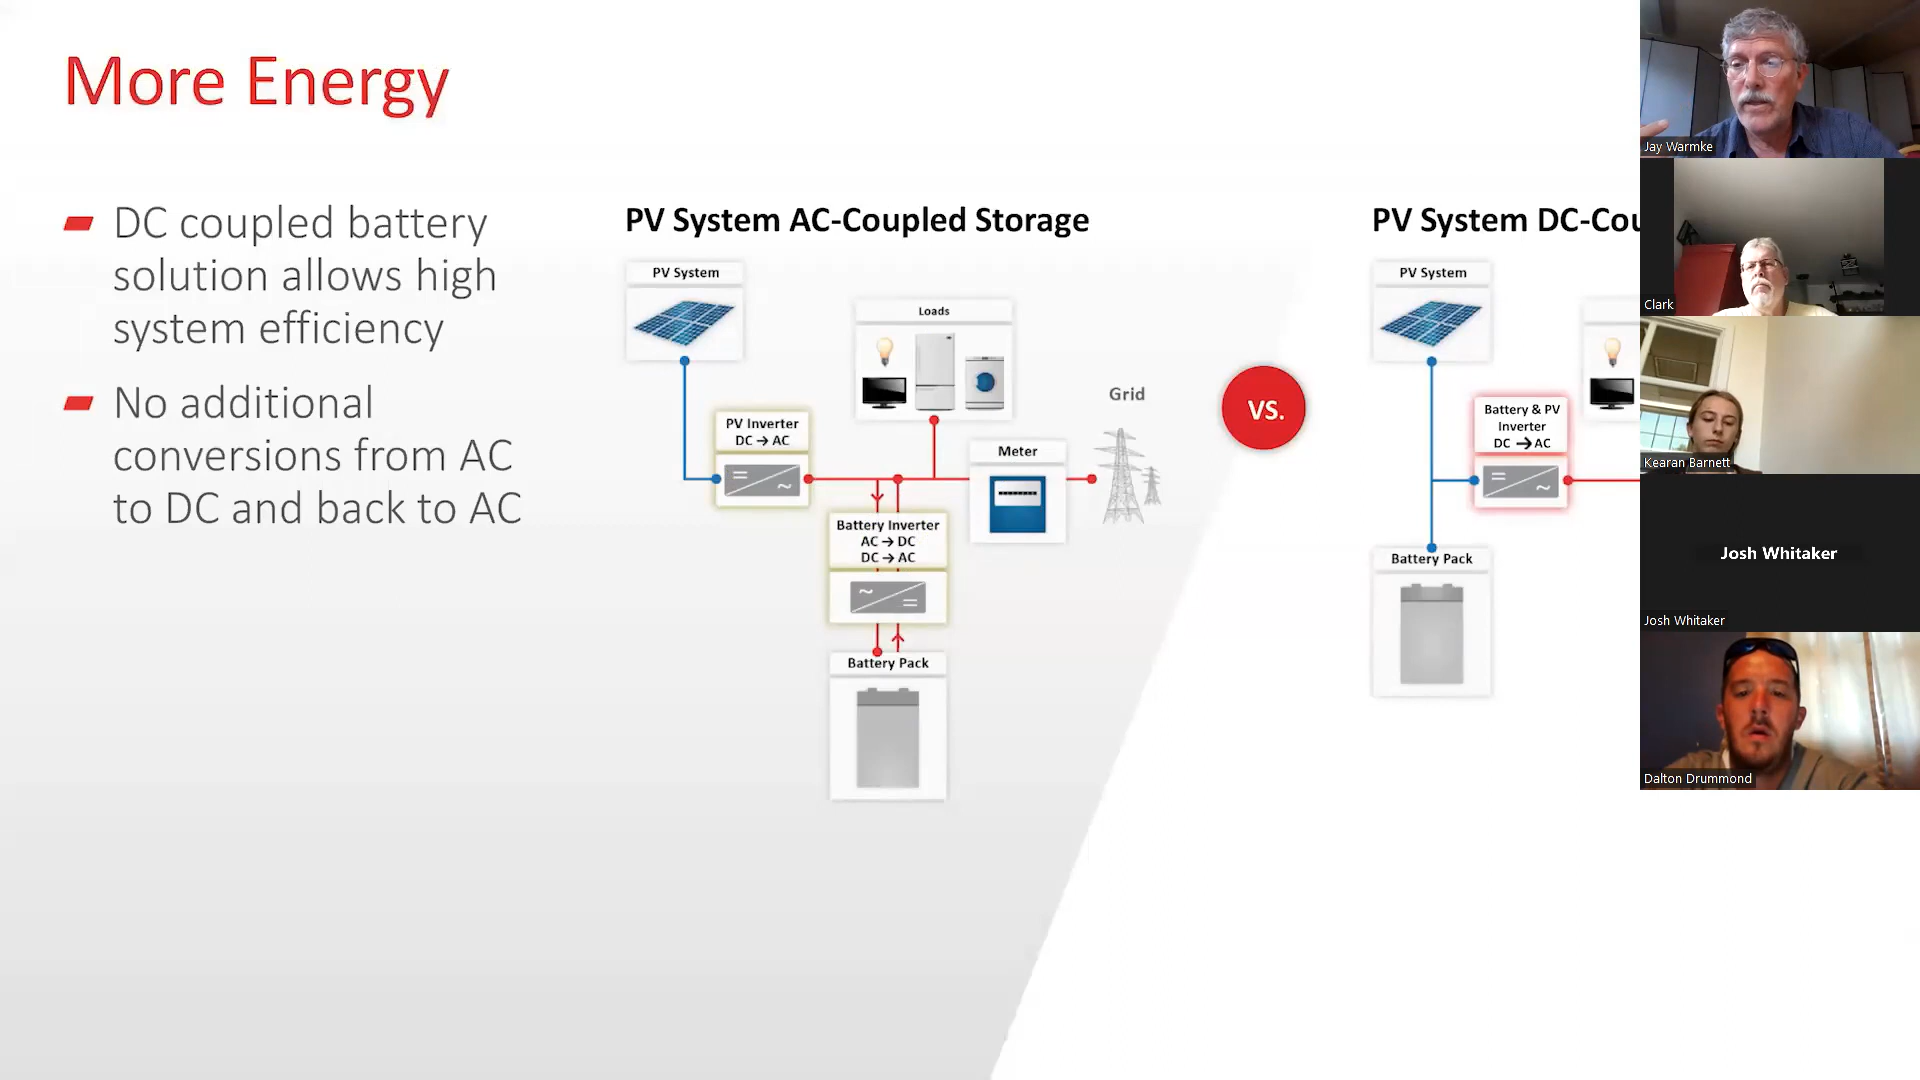 More Energy
DC coupled battery
solution allows high
system efficiency
No additional
conversions from AC
to DC and back to AC
PV System AC-Coupled Storage
PV System
Loads
Grid
PV Inverter
DC → AC
Meter
Battery Inverter
AC → DC
DC → AC
Battery Pack
VS.
PV System DC-Cou
PV System
Battery & PV
Inverter
DC → AC
Battery Pack
Jay Warmke
Clark
Kearan Barnett
Josh Whitaker
Josh Whitaker
Dalton Drummond